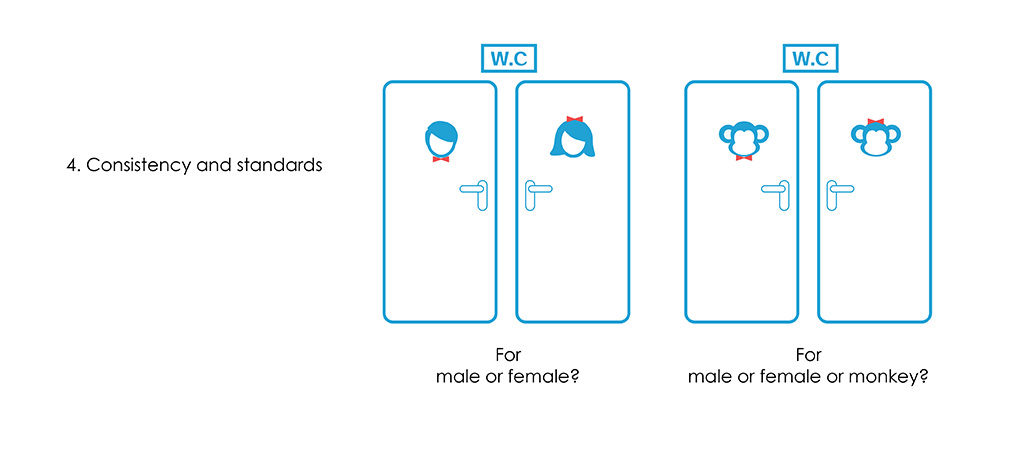 W.C
W.C
4. Consistency and standards
For
male or female?
For
male or female or monkey?